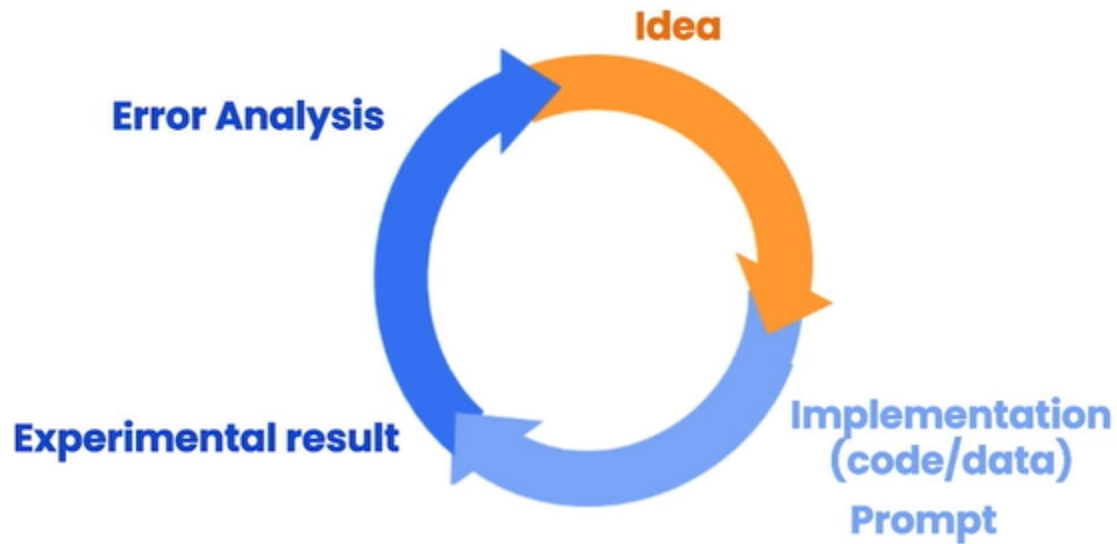 Idea
Error Analysis
Implementation
(code/data)
Experimental result
Prompt